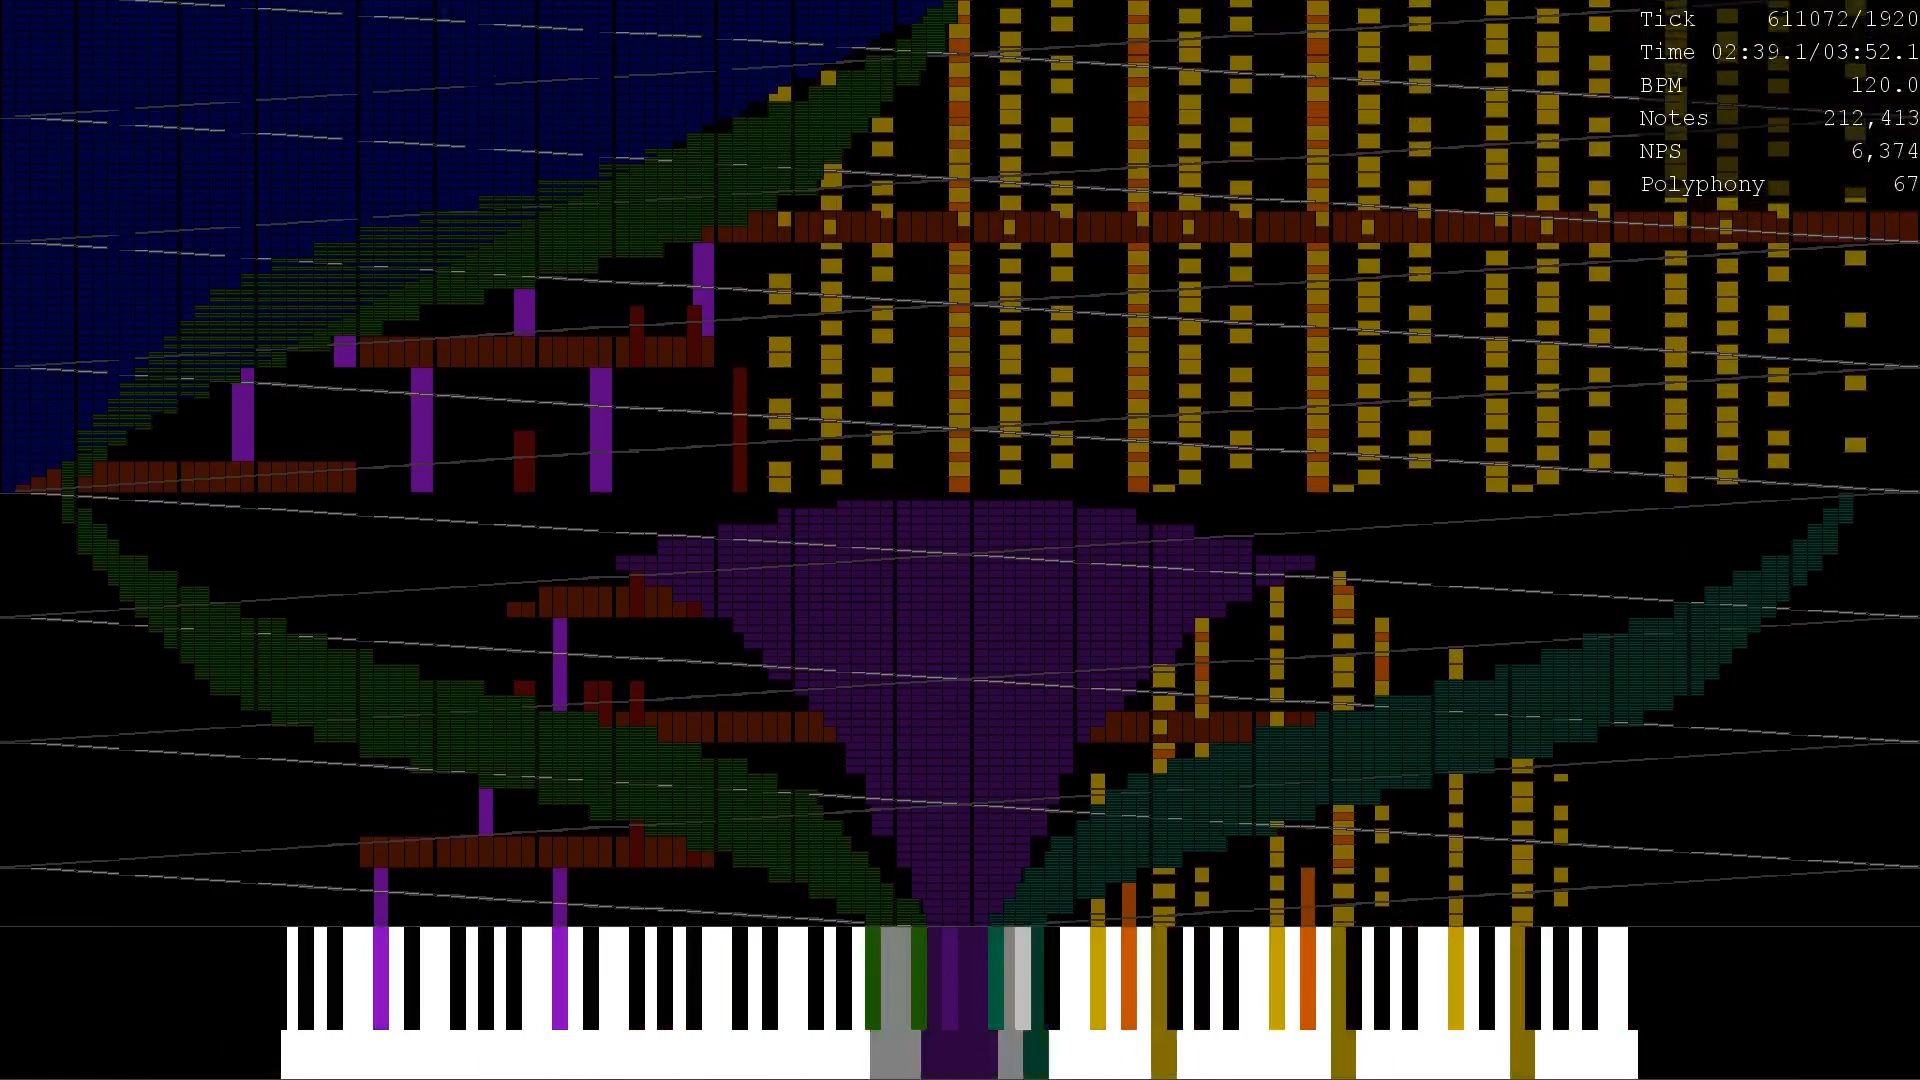 Tick 611072/1920
Time 02:39.1/03:52.1
BPM 120.0
Notes 212,413
NPS 6,374
Polyphony 67